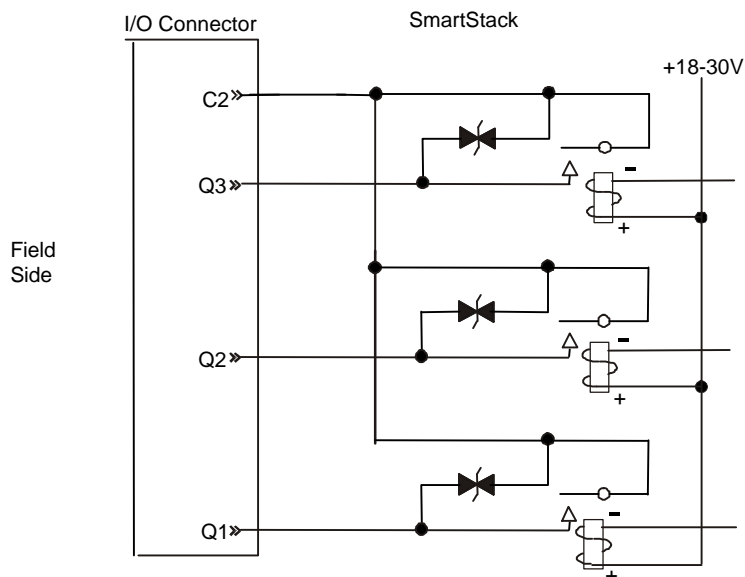 I/O Connector
SmartStack
+18-30V
C2
Q3
-
+
Field
Side
Q2
-
+
Q1
-
+